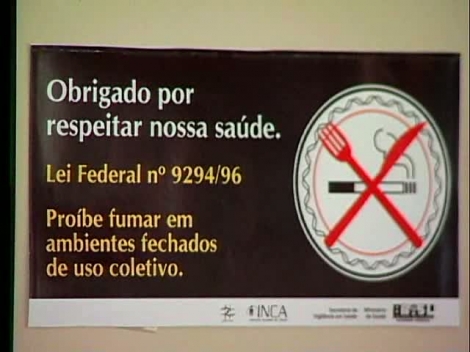 Obrigado por
respeitar nossa saúde.
Lei Federal nº 9294/96
Proíbe fumar em
ambientes fechados
de uso coletivo.
INCA